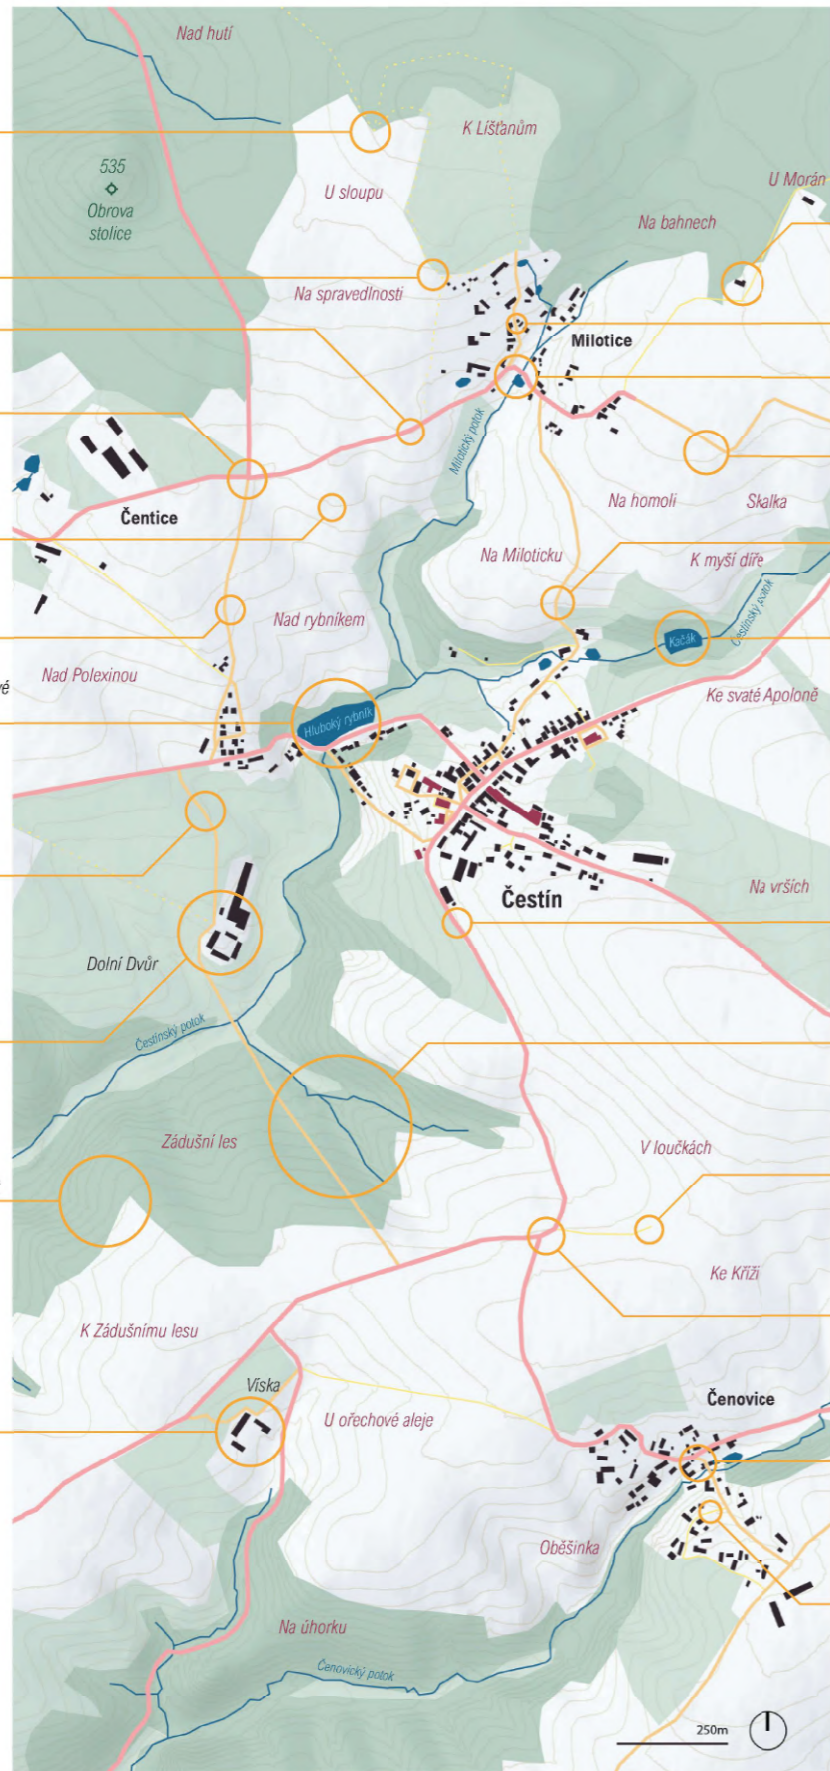 Nad hutí
K Líšťanům
535
Obrova
stolice
U sloupu
U Morán
Na bahnech
Na spravedlnosti
Milotice
Milotický potok
Čentice
Na homoli
Skalka
Na Miloticku
K myší díře
Čestínský potok
Nad rybníkem
Kačák
Nad Polexinou
vé
Ke svaté Apoloně
Hluboký rybník
Na vrších
Čestín
Dolní Dvůr
Čestínský potok
Zádušní les
V loučkách
Ke Kříži
K Zádušnímu lesu
Víska
Čenovice
U ořechové aleje
Oběšinka
Na úhorku
Čenovický potok
250m